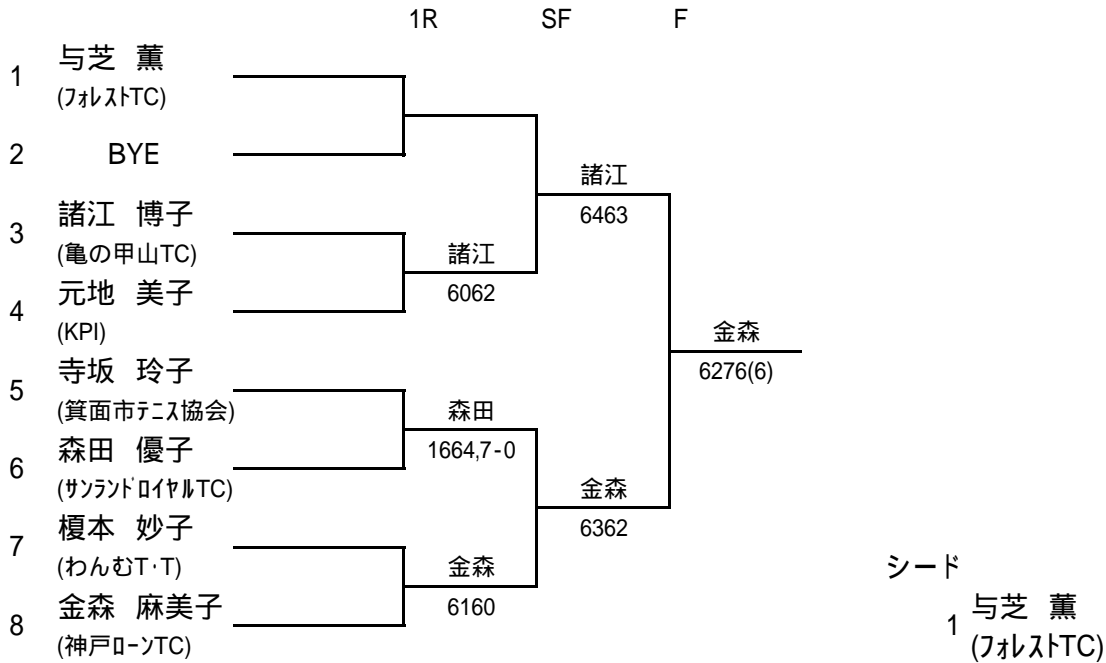 1R SF F
1 与芝 薫
(ﾌｫﾚｽﾄTC)
2 BYE
諸江
6463
3 諸江 博子
(亀の甲山TC)
諸江
6062
4 元地 美子
(KPI)
金森
6276(6)
5 寺坂 玲子
(箕面市ﾃﾆｽ協会)
森田
1664,7-0
6 森田 優子
(ｻﾝﾗﾝﾄﾞﾛｲﾔﾙTC)
金森
6362
7 榎本 妙子
(わんむT･T)
金森
6160
8 金森 麻美子
(神戸ﾛｰﾝTC)
シード
1 与芝 薫
(ﾌｫﾚｽﾄTC)